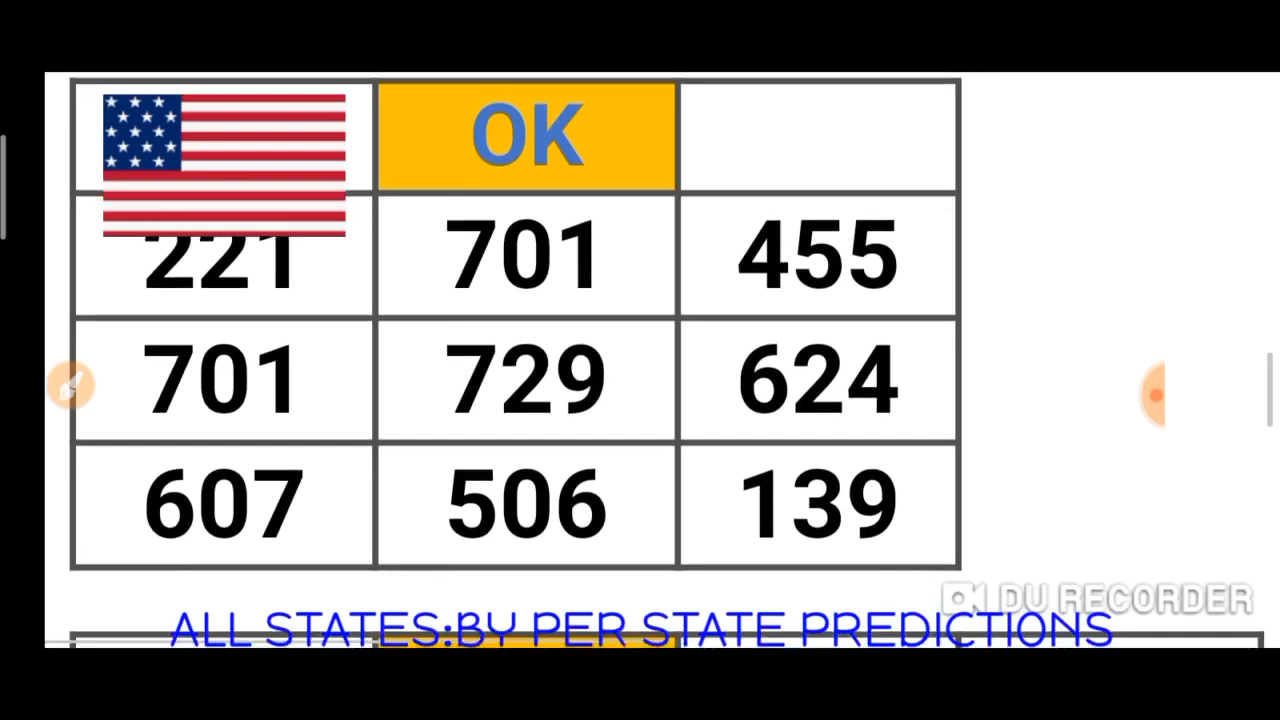 OK
221 701 455
701 729 624
607 506 139
DU RECORDER
ALL STATES:BY PER STATE PREDICTIONS